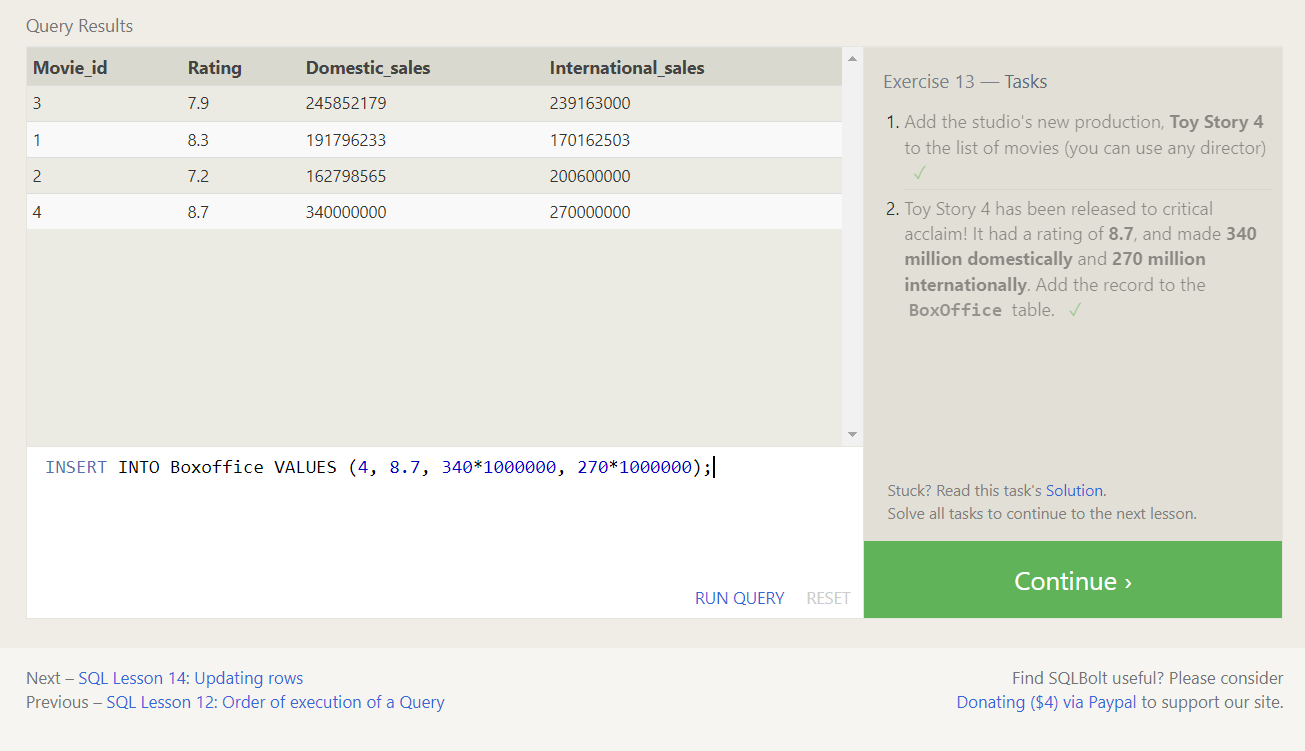 Query Results
Movie_id Rating Domestic_sales International_sales
3 7.9 245852179 239163000
1 8.3 191796233 170162503
2 7.2 162798565 200600000
4 8.7 340000000 270000000
INSERT INTO Boxoffice VALUES (4, 8.7, 340*1000000, 270*1000000);
RUN QUERY RESET
Exercise 13 — Tasks
1. Add the studio's new production, Toy Story 4
to the list of movies (you can use any director)
✓
2. Toy Story 4 has been released to critical
acclaim! It had a rating of 8.7, and made 340
million domestically and 270 million
internationally. Add the record to the
BoxOffice table. ✓
Stuck? Read this task's Solution.
Solve all tasks to continue to the next lesson.
Continue ›
Next – SQL Lesson 14: Updating rows
Previous – SQL Lesson 12: Order of execution of a Query
Find SQLBolt useful? Please consider
Donating ($4) via Paypal to support our site.